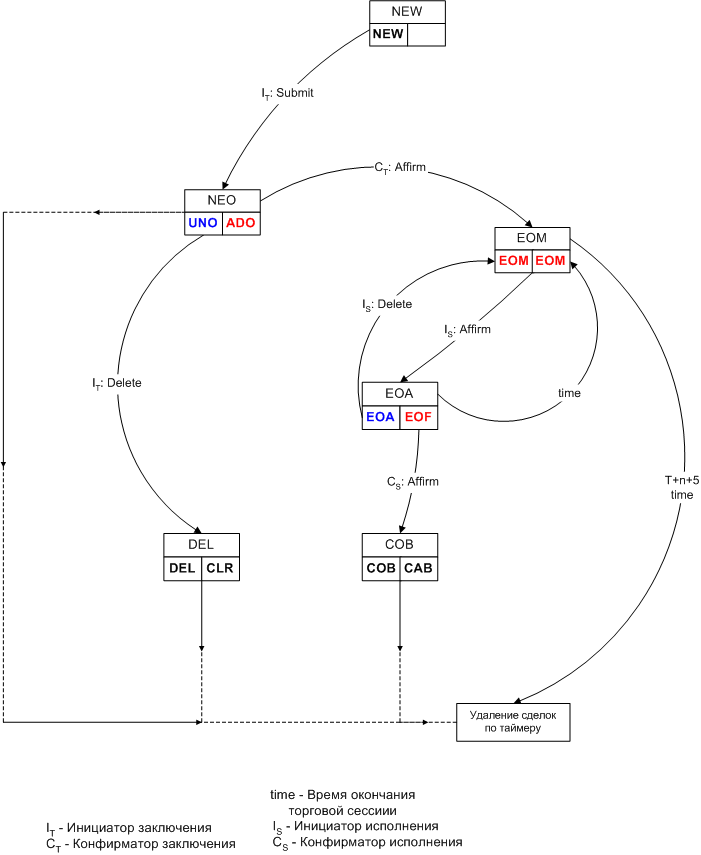 NEW
NEW
I_T: Submit
C_T: Affirm
NEO
UNO ADO
EOM
EOM EOM
I_S: Delete
I_S: Affirm
I_T: Delete
EOA
EOA EOF
time
C_S: Affirm
T+n+5
time
DEL
DEL CLR
COB
COB CAB
Удаление сделок
по таймеру
time - Время окончания
торговой сессиии
I_T - Инициатор заключения
C_T - Конфирматор заключения
I_S - Инициатор исполнения
C_S - Конфирматор исполнения